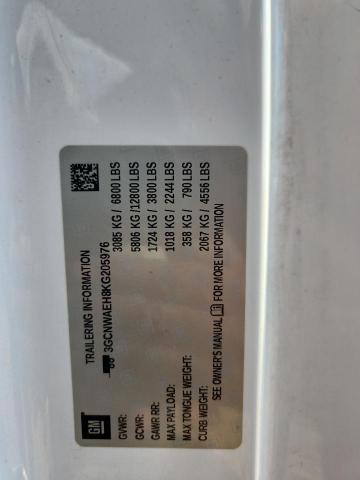 GM
TRAILERING INFORMATION
3GCNWAEH8KG205976
GVWR: 3085 KG / 6800 LBS
GCWR: 5806 KG /12800 LBS
GAWR RR: 1724 KG / 3800 LBS
MAX PAYLOAD: 1018 KG / 2244 LBS
MAX TONGUE WEIGHT: 358 KG / 790 LBS
CURB WEIGHT: 2067 KG / 4556 LBS
SEE OWNER'S MANUAL FOR MORE INFORMATION